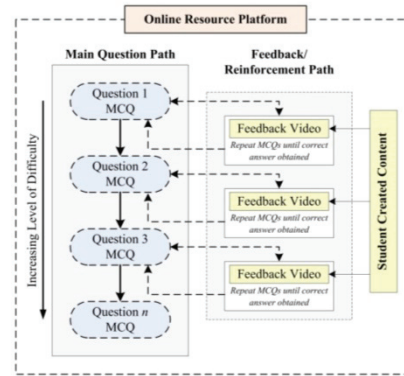 Online Resource Platform
Main Question Path
Feedback/
Reinforcement Path
Increasing Level of Difficulty
Question 1
MCQ
Feedback Video
Repeat MCQs until correct
answer obtained
Question 2
MCQ
Feedback Video
Repeat MCQs until correct
answer obtained
Question 3
MCQ
Feedback Video
Repeat MCQs until correct
answer obtained
Question n
MCQ
Student Created Content